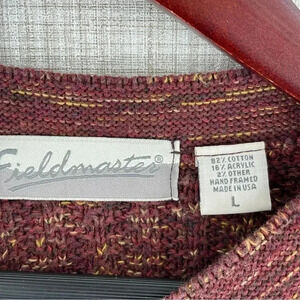 Fieldmaster®
82% COTTON
16% ACRYLIC
2% OTHER
HAND FRAMED
MADE IN USA
L